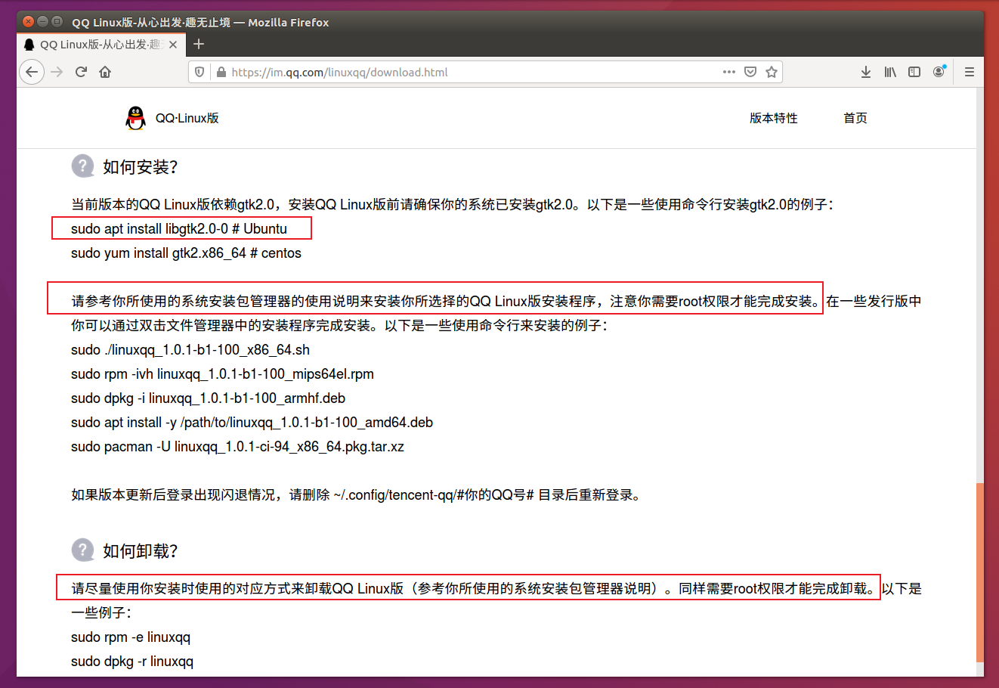 QQ Linux版-从心出发·趣无止境 — Mozilla Firefox
QQ Linux版-从心出发·趣
https://im.qq.com/linuxqq/download.html
QQ·Linux版
版本特性
首页
如何安装?
当前版本的QQ Linux版依赖gtk2.0，安装QQ Linux版前请确保你的系统已安装gtk2.0。以下是一些使用命令行安装gtk2.0的例子：
sudo apt install libgtk2.0-0 # Ubuntu
sudo yum install gtk2.x86_64 # centos
请参考你所使用的系统安装包管理器的使用说明来安装你所选择的QQ Linux版安装程序，注意你需要root权限才能完成安装。在一些发行版中
你可以通过双击文件管理器中的安装程序完成安装。以下是一些使用命令行来安装的例子：
sudo ./linuxqq_1.0.1-b1-100_x86_64.sh
sudo rpm -ivh linuxqq_1.0.1-b1-100_mips64el.rpm
sudo dpkg -i linuxqq_1.0.1-b1-100_armhf.deb
sudo apt install -y /path/to/linuxqq_1.0.1-b1-100_amd64.deb
sudo pacman -U linuxqq_1.0.1-ci-94_x86_64.pkg.tar.xz
如果版本更新后登录出现闪退情况，请删除 ~/.config/tencent-qq/#你的QQ号# 目录后重新登录。
如何卸载?
请尽量使用你安装时使用的对应方式来卸载QQ Linux版（参考你所使用的系统安装包管理器说明）。同样需要root权限才能完成卸载。以下是
一些例子：
sudo rpm -e linuxqq
sudo dpkg -r linuxqq